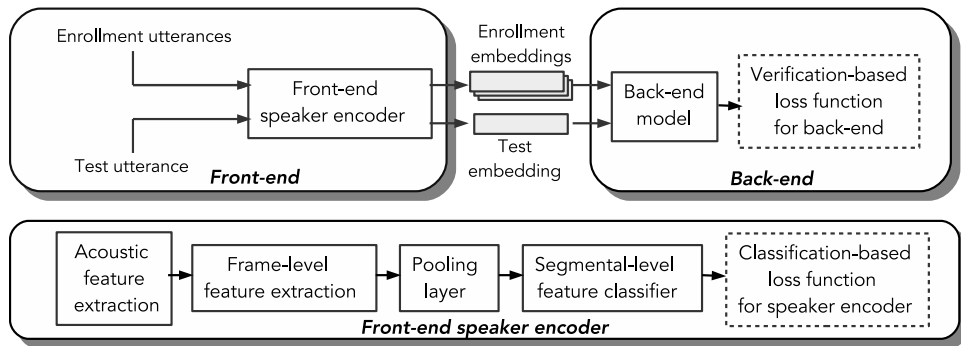 Enrollment utterances
Test utterance
Front-end
speaker encoder
Front-end
Enrollment
embeddings
Test
embedding
Back-end
model
Verification-based
loss function
for back-end
Back-end
Acoustic
feature
extraction
Frame-level
feature extraction
Pooling
layer
Segmental-level
feature classifier
Classification-based
loss function
for speaker encoder
Front-end speaker encoder